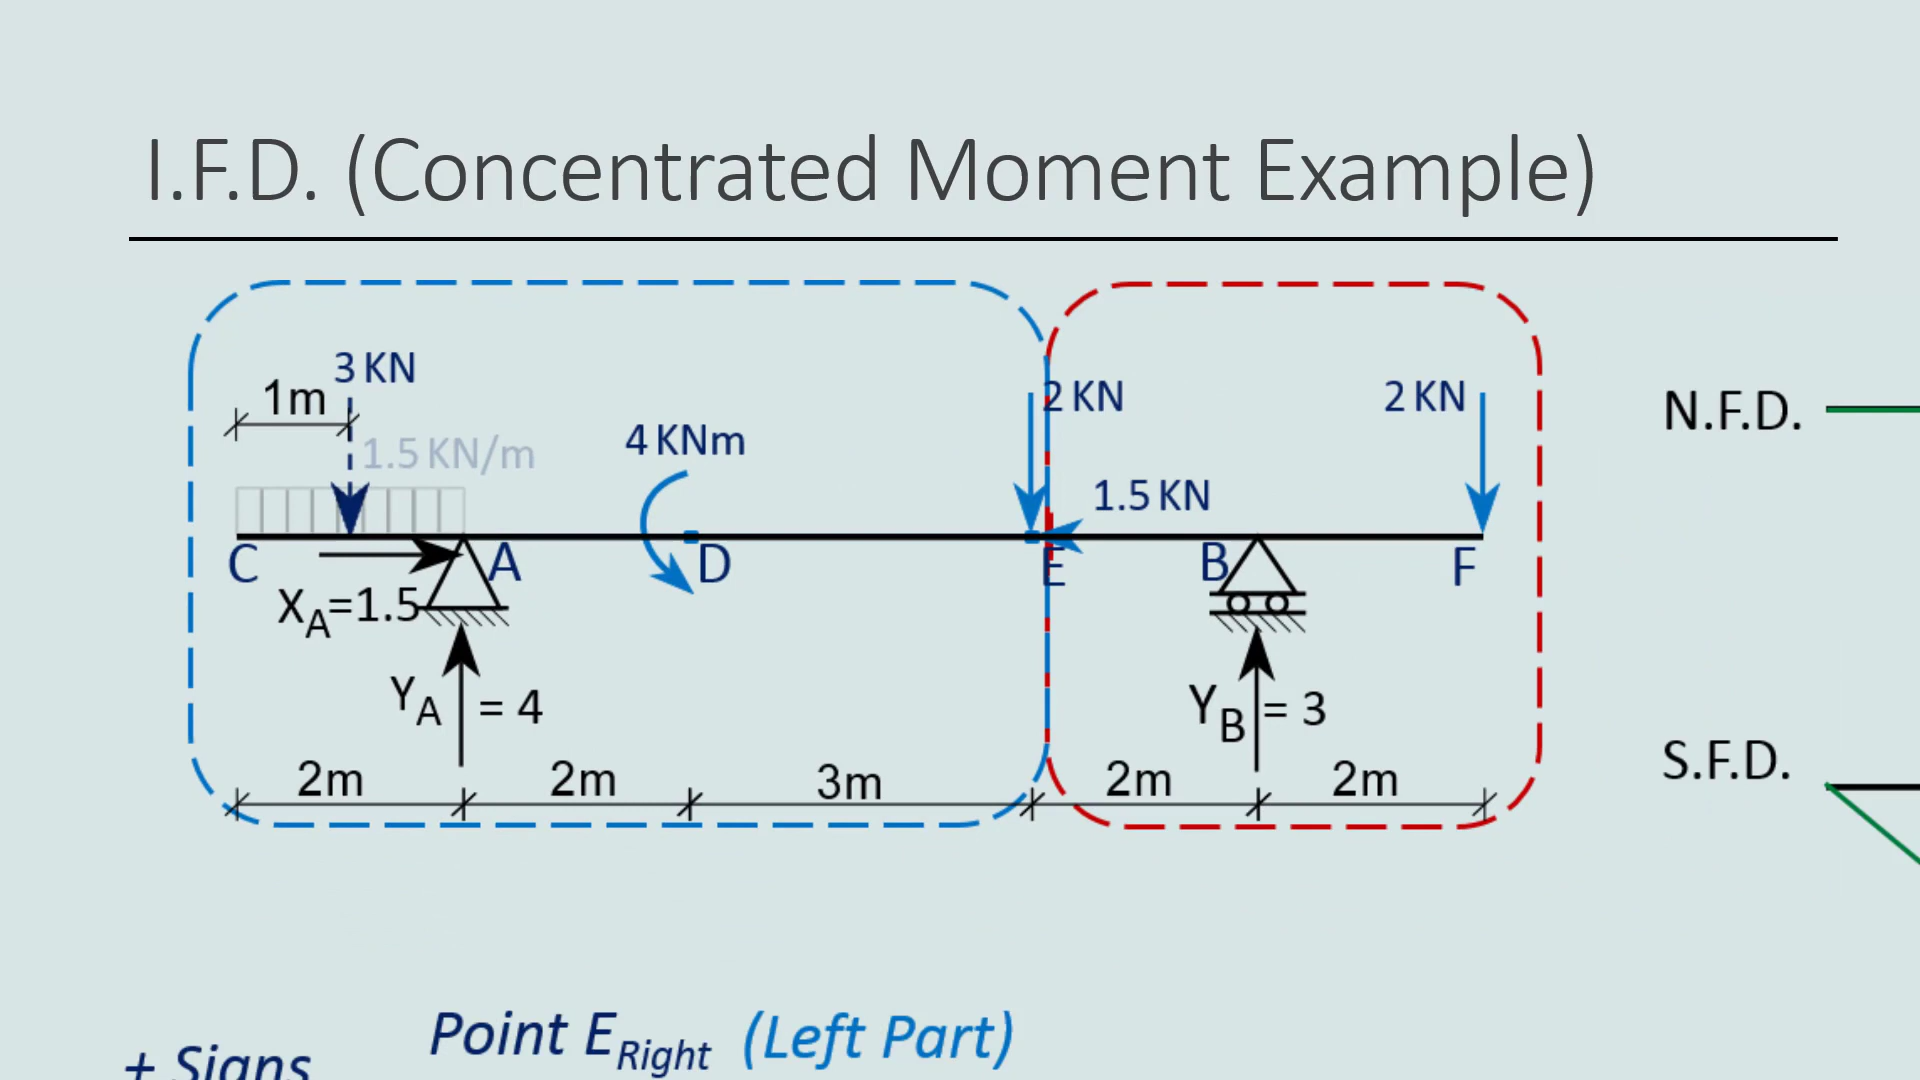 I.F.D. (Concentrated Moment Example)
3 KN
1m
2 KN
2 KN
N.F.D.
1.5 KN/m
4 KNm
1.5 KN
C
A
D
E
B
F
XA=1.5
YA = 4
YB = 3
S.F.D.
2m
2m
3m
2m
2m
Point ERight (Left Part)
+ Signs